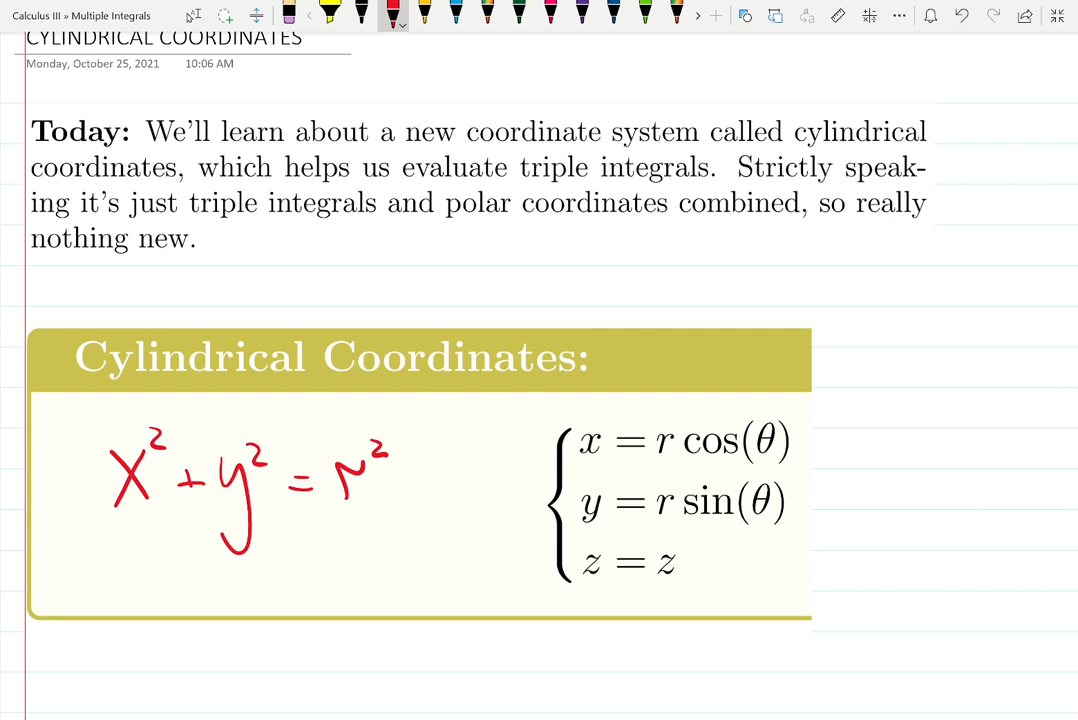 Calculus III » Multiple Integrals
CYLINDRICAL COORDINATES
Monday, October 25, 2021 10:06 AM
Today: We'll learn about a new coordinate system called cylindrical
coordinates, which helps us evaluate triple integrals. Strictly speak-
ing it's just triple integrals and polar coordinates combined, so really
nothing new.
Cylindrical Coordinates:
x² + y² = r²
x = r cos(θ)
y = r sin(θ)
z = z